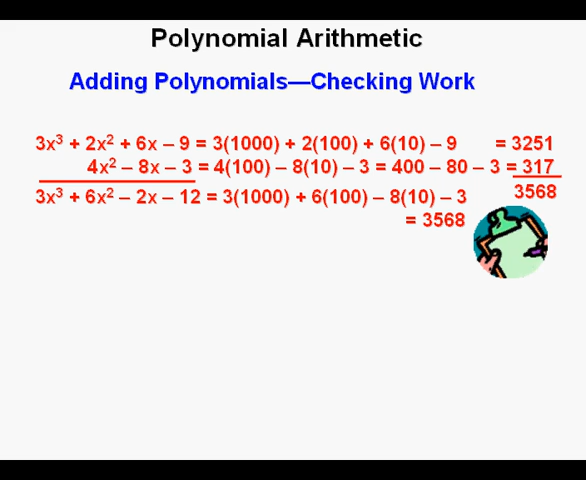 Polynomial Arithmetic
Adding Polynomials—Checking Work
3x³ + 2x² + 6x – 9 = 3(1000) + 2(100) + 6(10) – 9 = 3251
4x² – 8x – 3 = 4(100) – 8(10) – 3 = 400 – 80 – 3 = 317
3x³ + 6x² – 2x – 12 = 3(1000) + 6(100) – 8(10) – 3 3568
= 3568